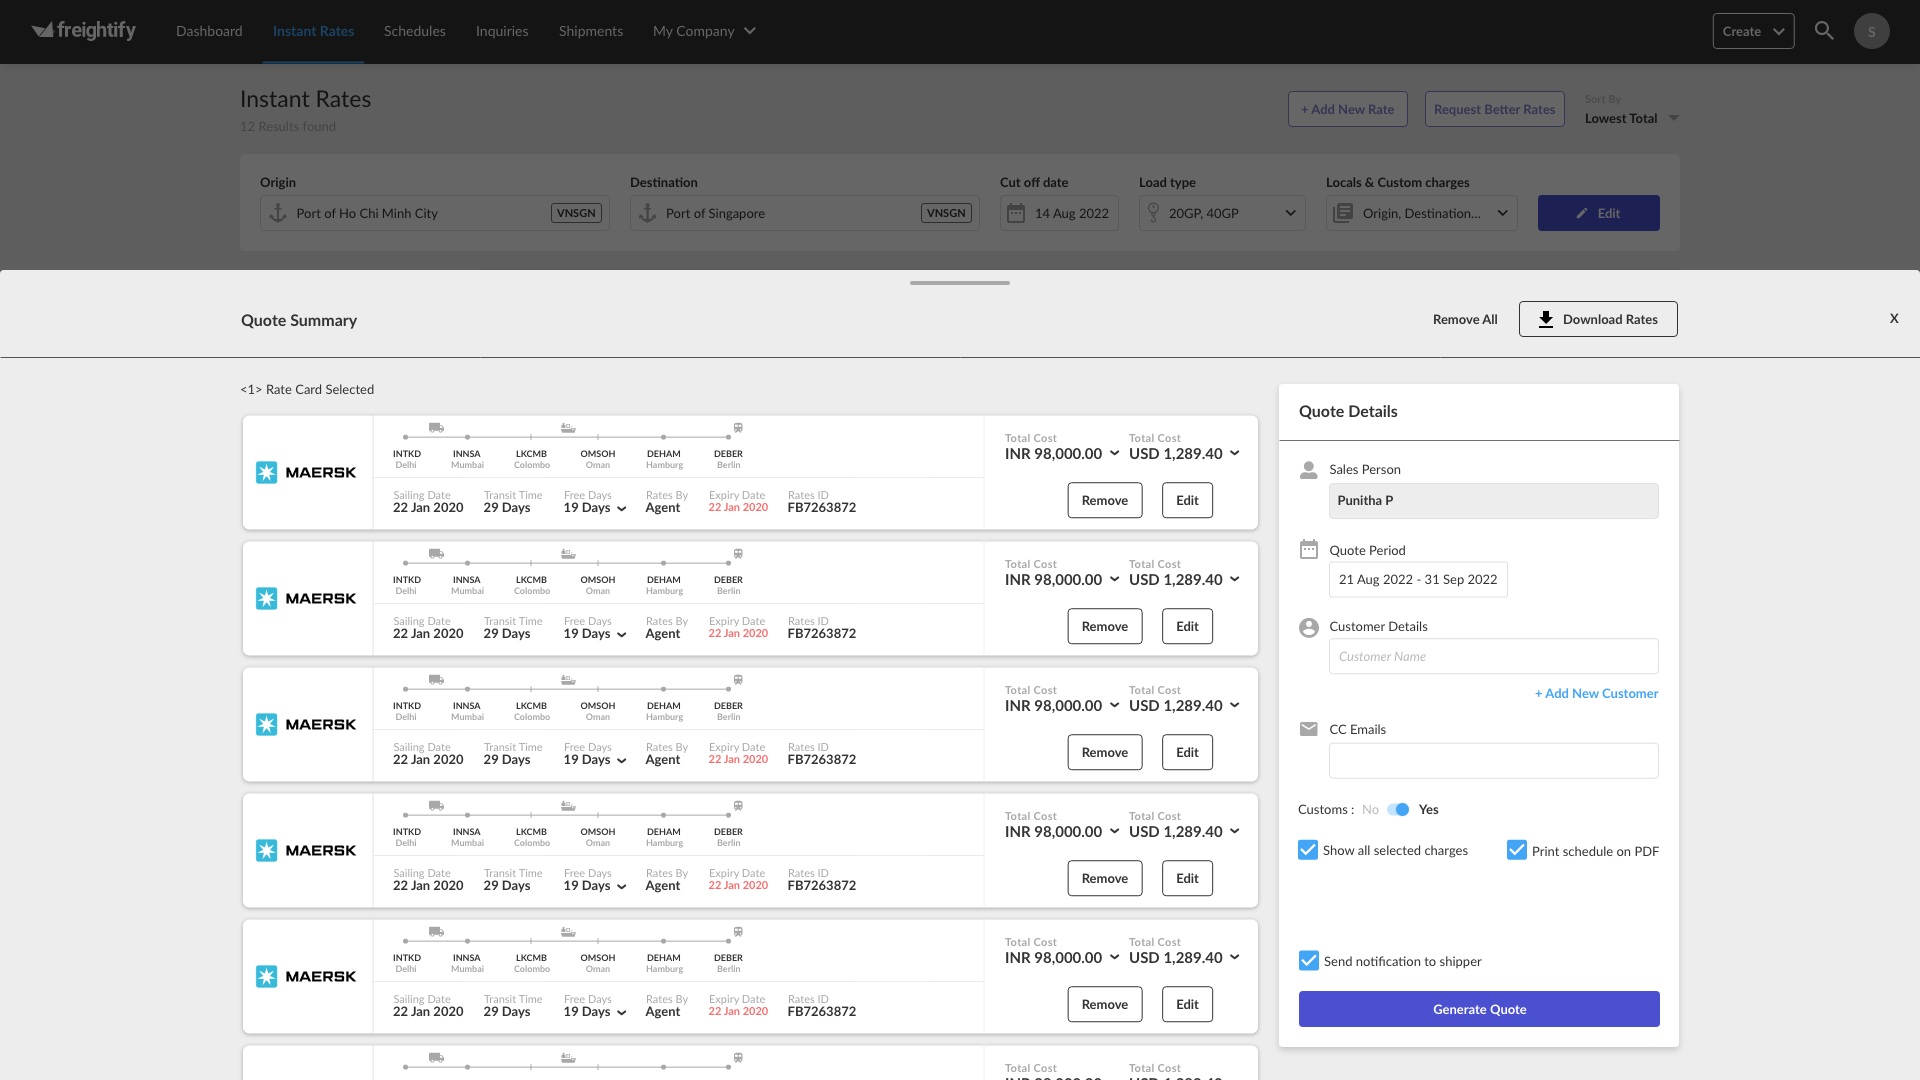 freightify
Dashboard
Instant Rates
Schedules
Inquiries
Shipments
My Company
Create
S
Instant Rates
12 Results found
+ Add New Rate
Request Better Rates
Sort By
Lowest Total
Origin
Port of Ho Chi Minh City
VNSGN
Destination
Port of Singapore
VNSGN
Cut off date
14 Aug 2022
Load type
20GP, 40GP
Locals & Custom charges
Origin, Destination...
Edit
Quote Summary
Remove All
Download Rates
X
<1> Rate Card Selected
MAERSK
INTKD INNSA LKCMB OMSOH DEHAM DEBER
Delhi Mumbai Colombo Oman Hamburg Berlin
Sailing Date Transit Time Free Days Rates By Expiry Date Rates ID
22 Jan 2020 29 Days 19 Days Agent 22 Jan 2020 FB7263872
Total Cost Total Cost
INR 98,000.00 USD 1,289.40
Remove Edit
MAERSK
INTKD INNSA LKCMB OMSOH DEHAM DEBER
Delhi Mumbai Colombo Oman Hamburg Berlin
Sailing Date Transit Time Free Days Rates By Expiry Date Rates ID
22 Jan 2020 29 Days 19 Days Agent 22 Jan 2020 FB7263872
Total Cost Total Cost
INR 98,000.00 USD 1,289.40
Remove Edit
MAERSK
INTKD INNSA LKCMB OMSOH DEHAM DEBER
Delhi Mumbai Colombo Oman Hamburg Berlin
Sailing Date Transit Time Free Days Rates By Expiry Date Rates ID
22 Jan 2020 29 Days 19 Days Agent 22 Jan 2020 FB7263872
Total Cost Total Cost
INR 98,000.00 USD 1,289.40
Remove Edit
MAERSK
INTKD INNSA LKCMB OMSOH DEHAM DEBER
Delhi Mumbai Colombo Oman Hamburg Berlin
Sailing Date Transit Time Free Days Rates By Expiry Date Rates ID
22 Jan 2020 29 Days 19 Days Agent 22 Jan 2020 FB7263872
Total Cost Total Cost
INR 98,000.00 USD 1,289.40
Remove Edit
MAERSK
INTKD INNSA LKCMB OMSOH DEHAM DEBER
Delhi Mumbai Colombo Oman Hamburg Berlin
Sailing Date Transit Time Free Days Rates By Expiry Date Rates ID
22 Jan 2020 29 Days 19 Days Agent 22 Jan 2020 FB7263872
Total Cost Total Cost
INR 98,000.00 USD 1,289.40
Remove Edit
Total Cost Total Cost
Quote Details
Sales Person
Punitha P
Quote Period
21 Aug 2022 - 31 Sep 2022
Customer Details
Customer Name
+ Add New Customer
CC Emails
Customs : No Yes
Show all selected charges
Print schedule on PDF
Send notification to shipper
Generate Quote